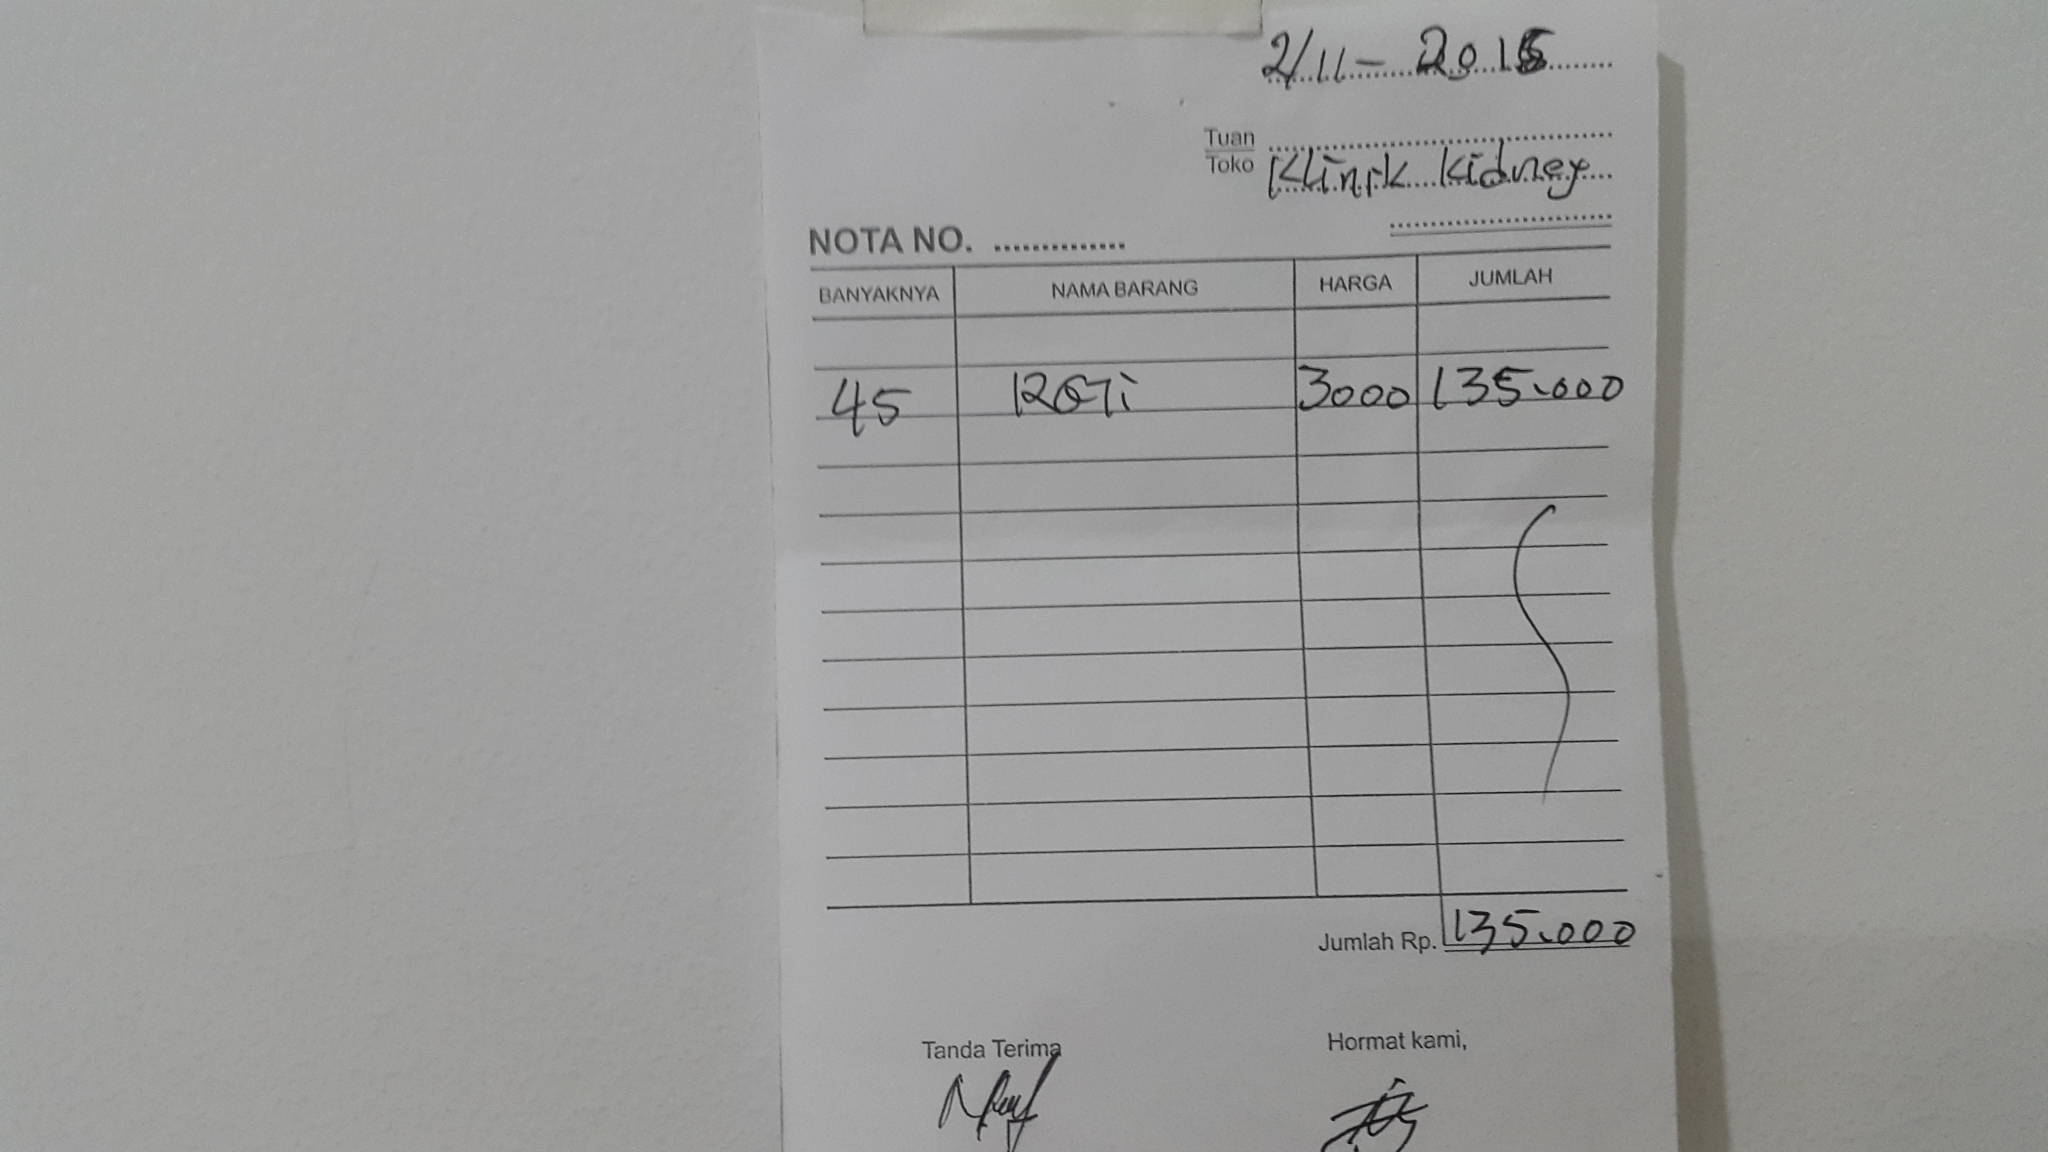 2/11 - 2015
Tuan
Toko Klinik Kidney
NOTA NO. ..............
BANYAKNYA NAMA BARANG HARGA JUMLAH
45 ROTi 3000 135.000
Jumlah Rp. 135.000
Tanda Terima Hormat kami,